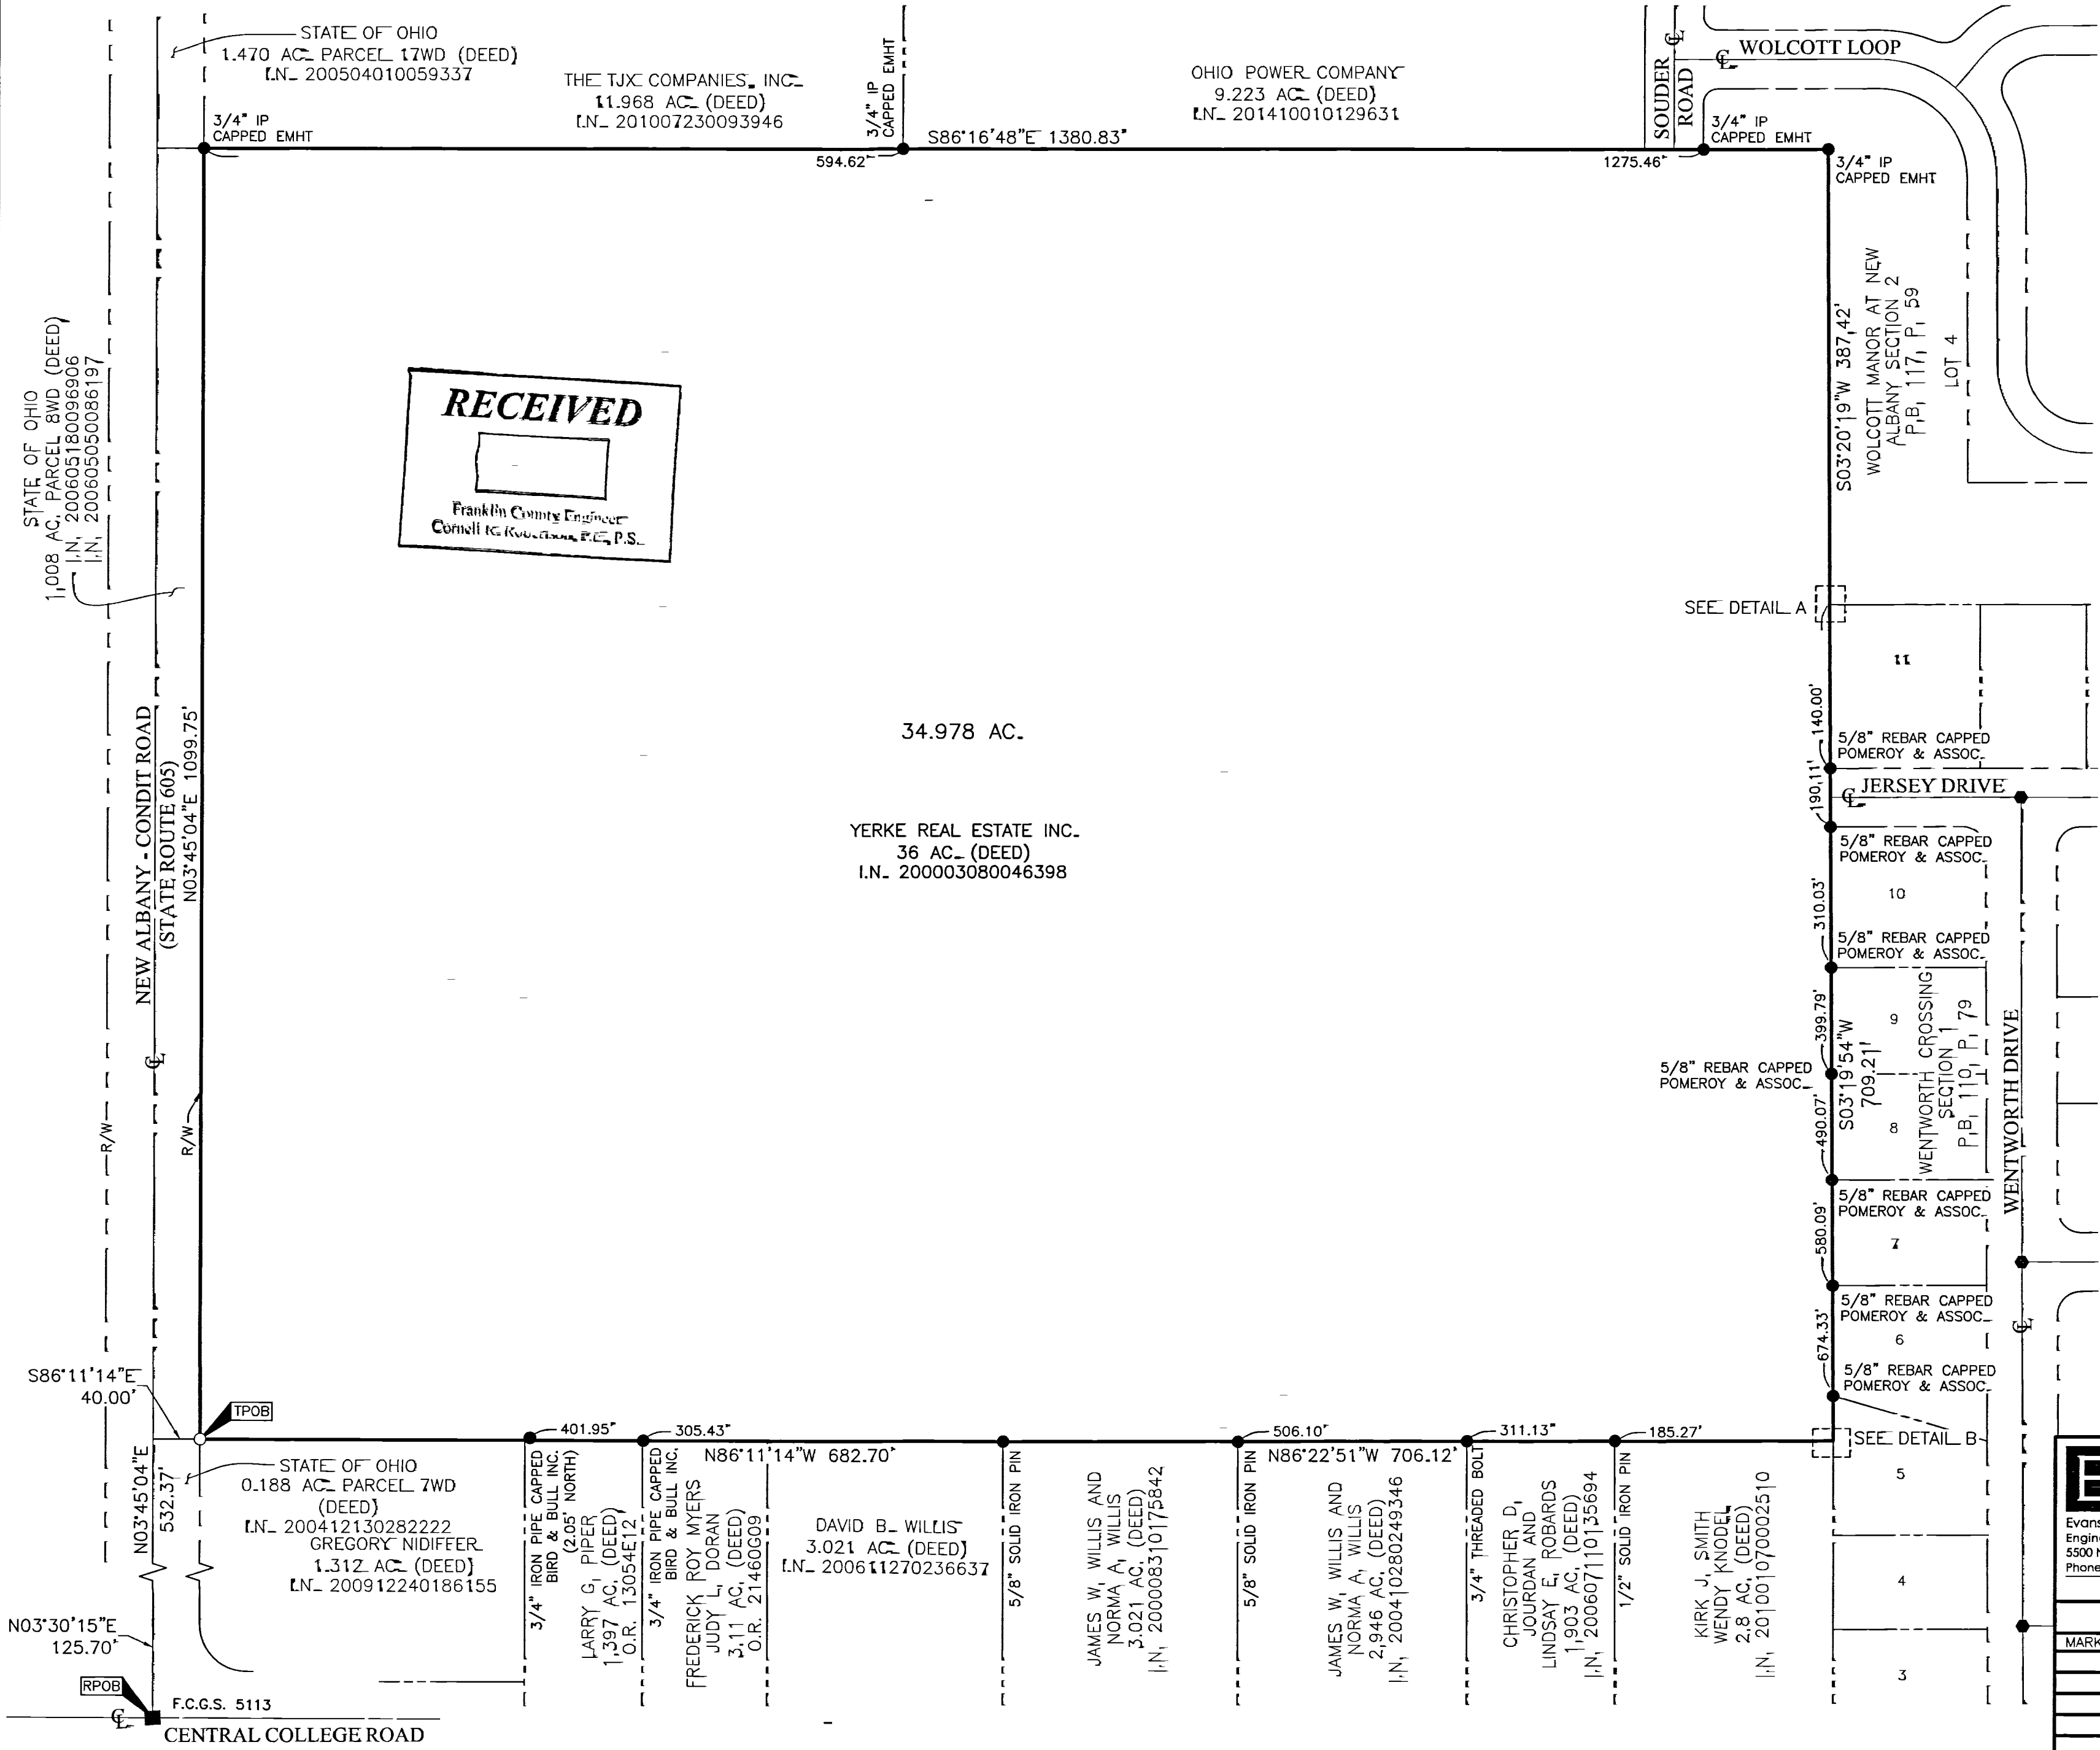 STATE OF OHIO
1.470 AC. PARCEL 17WD (DEED)
I.N. 200504010059337
THE TJX COMPANIES, INC.
11.968 AC. (DEED)
I.N. 201007230093946
3/4" IP
CAPPED EMHT
OHIO POWER COMPANY
9.223 AC. (DEED)
I.N. 201410010129631
SOUDER
ROAD
℄
℄ WOLCOTT LOOP
3/4" IP
CAPPED EMHT
3/4" IP
CAPPED EMHT
3/4" IP
CAPPED EMHT
S86°16'48"E 1380.83'
594.62'
1275.46'
S03°20'19"W 387.42'
WOLCOTT MANOR AT NEW
ALBANY SECTION 2
P.B. 117, P. 59
LOT 4
STATE OF OHIO
1.008 AC. PARCEL 8WD (DEED)
I.N. 200605180096906
I.N. 200605050086197
RECEIVED
Franklin County Engineer
Cornell R. Robertson, P.E., P.S.
SEE DETAIL A
11
140.00'
5/8" REBAR CAPPED
POMEROY & ASSOC.
190.11'
℄ JERSEY DRIVE
5/8" REBAR CAPPED
POMEROY & ASSOC.
10
310.03'
5/8" REBAR CAPPED
POMEROY & ASSOC.
34.978 AC.
YERKE REAL ESTATE INC.
36 AC. (DEED)
I.N. 200003080046398
NEW ALBANY - CONDIT ROAD
(STATE ROUTE 605)
N03°45'04"E 1099.75'
℄
R/W
R/W
399.79'
S03°19'54"W
709.21'
9
WENTWORTH CROSSING
SECTION 1
P.B. 110, P. 79
5/8" REBAR CAPPED
POMEROY & ASSOC.
8
490.07'
5/8" REBAR CAPPED
POMEROY & ASSOC.
WENTWORTH DRIVE
7
580.09'
5/8" REBAR CAPPED
POMEROY & ASSOC.
6
℄
674.33'
5/8" REBAR CAPPED
POMEROY & ASSOC.
SEE DETAIL B
5
4
3
S86°11'14"E
40.00'
TPOB
401.95'
305.43'
N86°11'14"W 682.70'
506.10'
N86°22'51"W 706.12'
311.13'
185.27'
N03°45'04"E
532.37'
STATE OF OHIO
0.188 AC. PARCEL 7WD
(DEED)
I.N. 200412130282222
GREGORY NIDIFFER
1.312 AC. (DEED)
I.N. 200912240186155
3/4" IRON PIPE CAPPED
BIRD & BULL INC.
(2.05' NORTH)
LARRY G. PIPER
1.397 AC. (DEED)
O.R. 13054E12
3/4" IRON PIPE CAPPED
BIRD & BULL INC.
FREDERICK ROY MYERS
JUDY L. DORAN
3.11 AC. (DEED)
O.R. 21460G09
DAVID B. WILLIS
3.021 AC. (DEED)
I.N. 200611270236637
5/8" SOLID IRON PIN
JAMES W. WILLIS AND
NORMA A. WILLIS
3.021 AC. (DEED)
I.N. 200008310175842
5/8" SOLID IRON PIN
JAMES W. WILLIS AND
NORMA A. WILLIS
2.946 AC. (DEED)
I.N. 200410280249346
3/4" THREADED BOLT
CHRISTOPHER D.
JOURDAN AND
LINDSAY E. ROBARDS
1.903 AC. (DEED)
I.N. 200607110135694
1/2" SOLID IRON PIN
KIRK J. SMITH
WENDY KNODEL
2.8 AC. (DEED)
I.N. 201001070002510
N03°30'15"E
125.70'
RPOB
F.C.G.S. 5113
℄
CENTRAL COLLEGE ROAD
Evans
Engin
5500 N
Phone
MARK